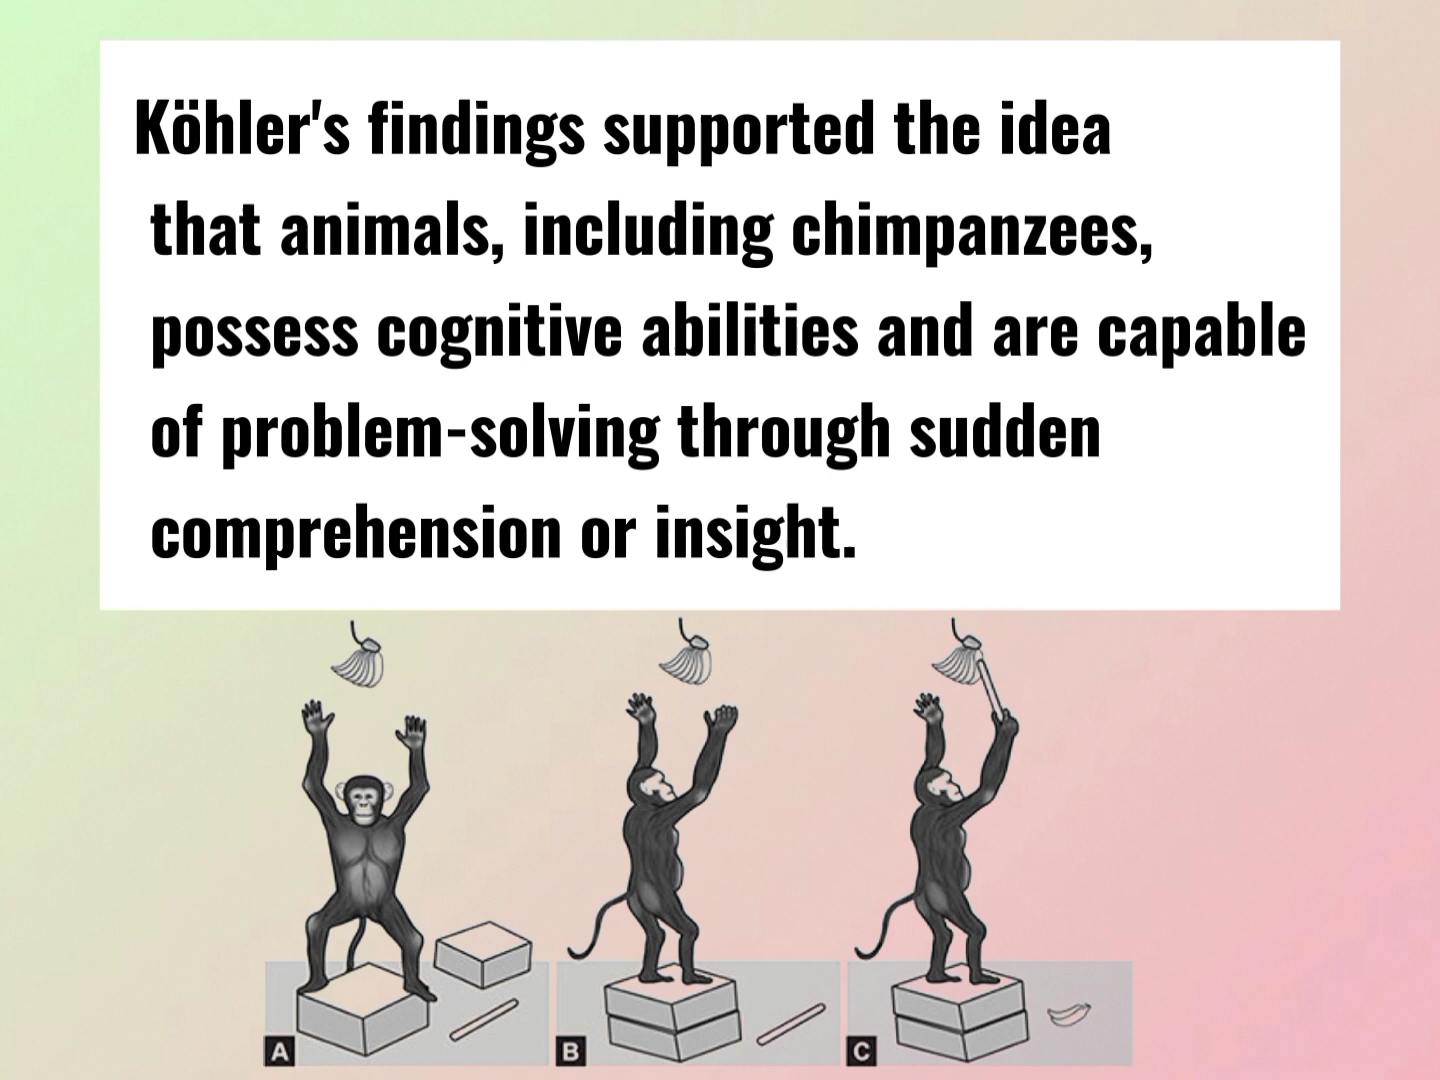 Köhler's findings supported the idea
that animals, including chimpanzees,
possess cognitive abilities and are capable
of problem-solving through sudden
comprehension or insight.
A B C